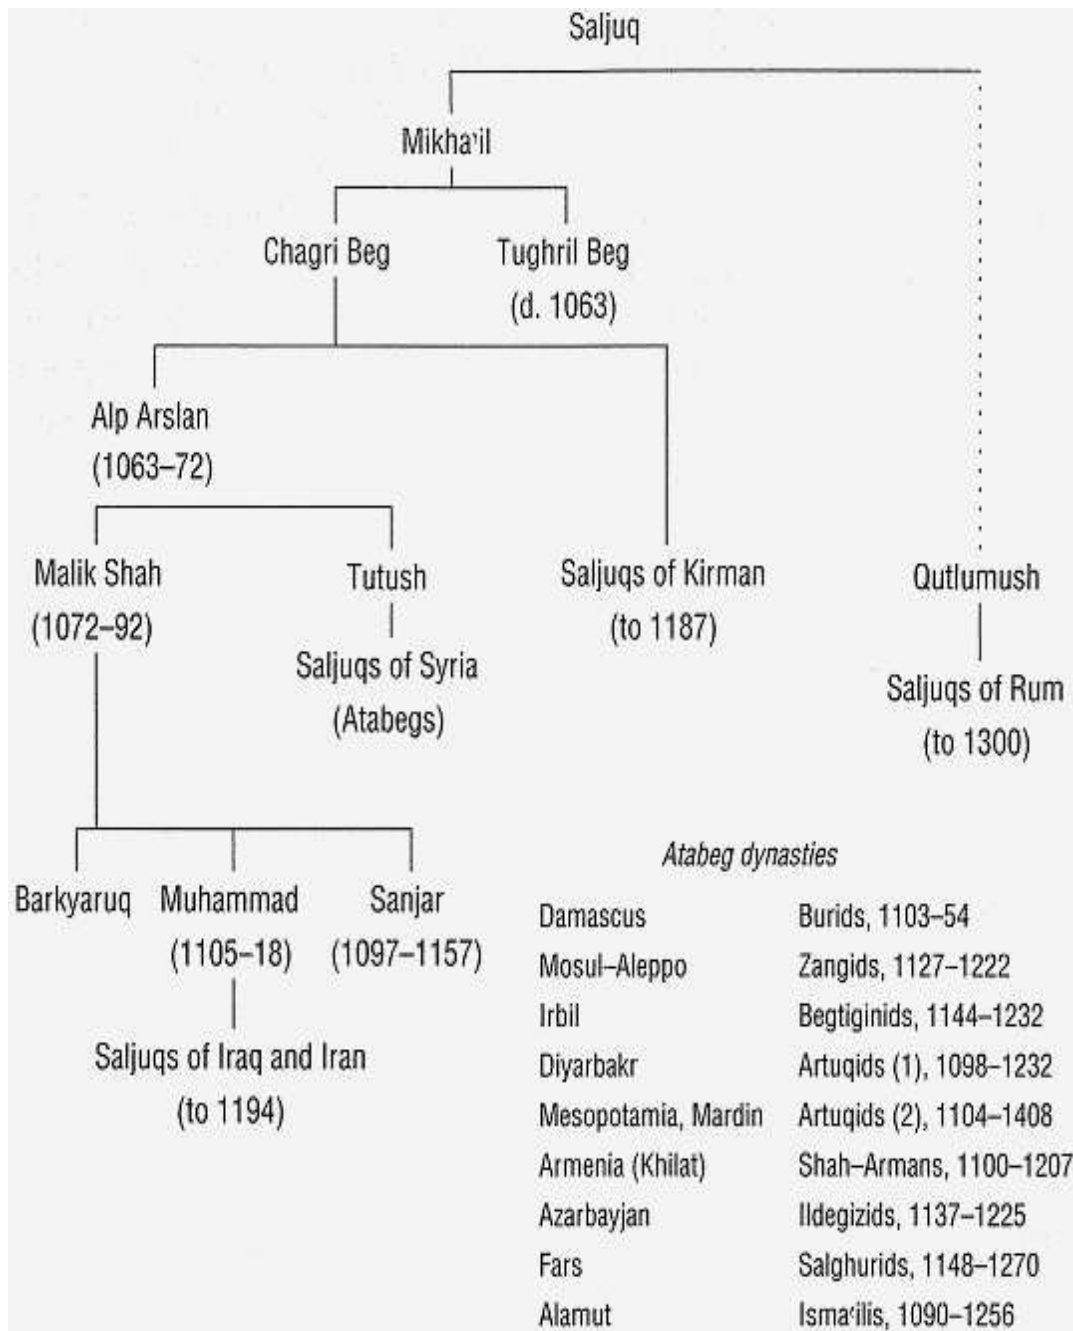 Saljuq
Mikhaʾil
Chagri Beg
Tughril Beg
(d. 1063)
Alp Arslan
(1063–72)
Malik Shah
(1072–92)
Tutush
Saljuqs of Syria
(Atabegs)
Saljuqs of Kirman
(to 1187)
Qutlumush
Saljuqs of Rum
(to 1300)
Barkyaruq
Muhammad
(1105–18)
Sanjar
(1097–1157)
Saljuqs of Iraq and Iran
(to 1194)
Atabeg dynasties
Damascus Burids, 1103–54
Mosul–Aleppo Zangids, 1127–1222
Irbil Begtiginids, 1144–1232
Diyarbakr Artuqids (1), 1098–1232
Mesopotamia, Mardin Artuqids (2), 1104–1408
Armenia (Khilat) Shah–Armans, 1100–1207
Azarbayjan Ildegizids, 1137–1225
Fars Salghurids, 1148–1270
Alamut Ismaʿilis, 1090–1256